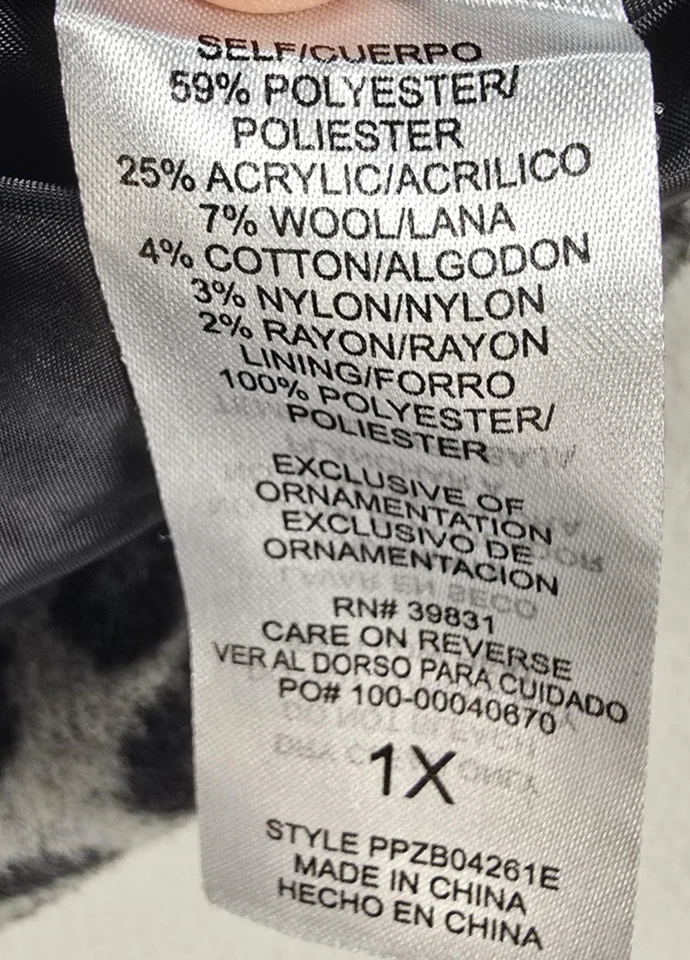 SELF/CUERPO
59% POLYESTER/
POLIESTER
25% ACRYLIC/ACRILICO
7% WOOL/LANA
4% COTTON/ALGODON
3% NYLON/NYLON
2% RAYON/RAYON
LINING/FORRO
100% POLYESTER/
POLIESTER
EXCLUSIVE OF
ORNAMENTATION
EXCLUSIVO DE
ORNAMENTACION
RN# 39831
CARE ON REVERSE
VER AL DORSO PARA CUIDADO
PO# 100-00040670
1X
STYLE PPZB04261E
MADE IN CHINA
HECHO EN CHINA